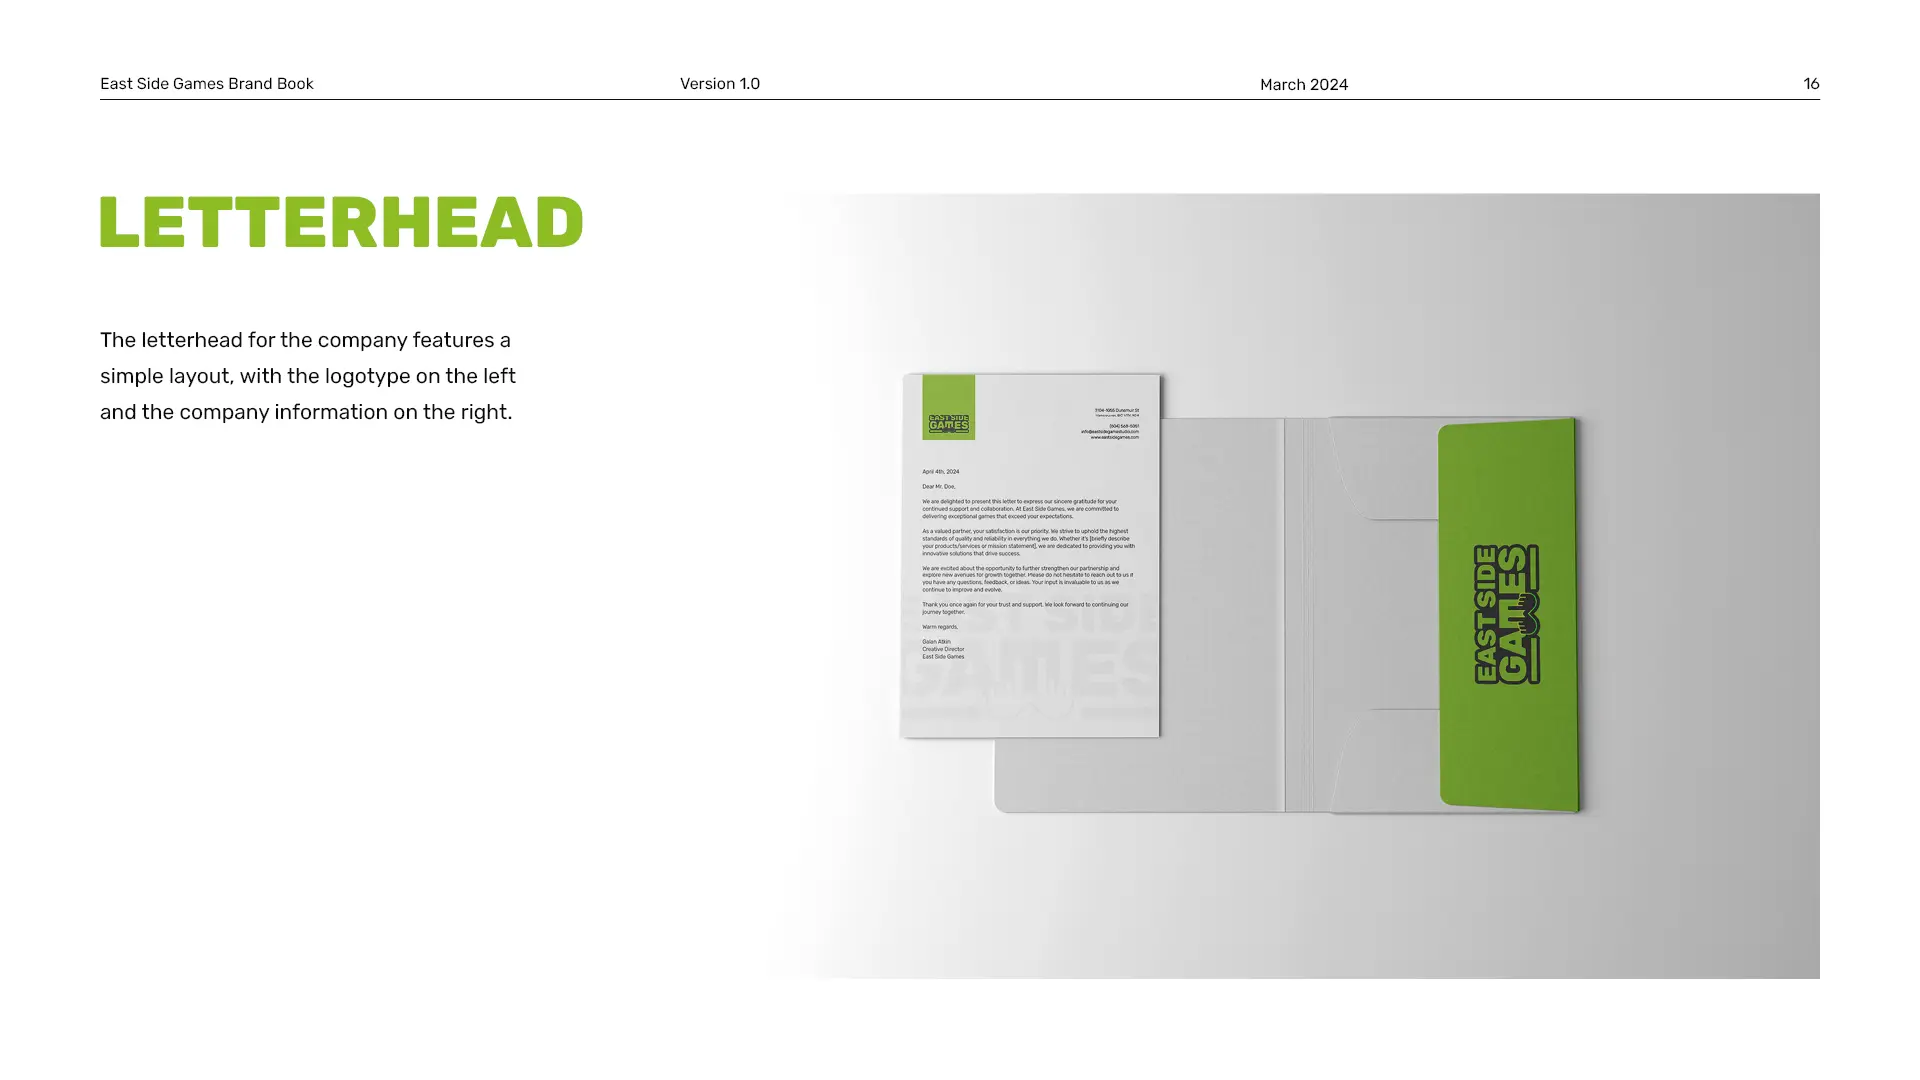 East Side Games Brand Book
Version 1.0
March 2024
16
LETTERHEAD
The letterhead for the company features a
simple layout, with the logotype on the left
and the company information on the right.
EAST SIDE
GAMES
info@eastsidegamesstudio.com
www.eastsidegames.com
April 4th, 2024
Dear Mr. Doe,
We are delighted to present this letter to express our sincere gratitude for your
continued support and collaboration. At East Side Games, we are committed to
delivering exceptional games that exceed your expectations.
As a valued partner, your satisfaction is our priority. We strive to uphold the highest
standards of quality and reliability in everything we do. Whether it's [briefly describe
your products/services or mission statement], we are dedicated to providing you with
innovative solutions that drive success.
We are excited about the opportunity to further strengthen our partnership and
explore new avenues for growth together. Please do not hesitate to reach out to us if
you have any questions, feedback, or ideas. Your input is invaluable to us as we
continue to improve and evolve.
Thank you once again for your trust and support. We look forward to continuing our
journey together.
Warm regards,
Galan Atkin
Creative Director
East Side Games
EAST SIDE
GAMES
EAST SIDE
GAMES